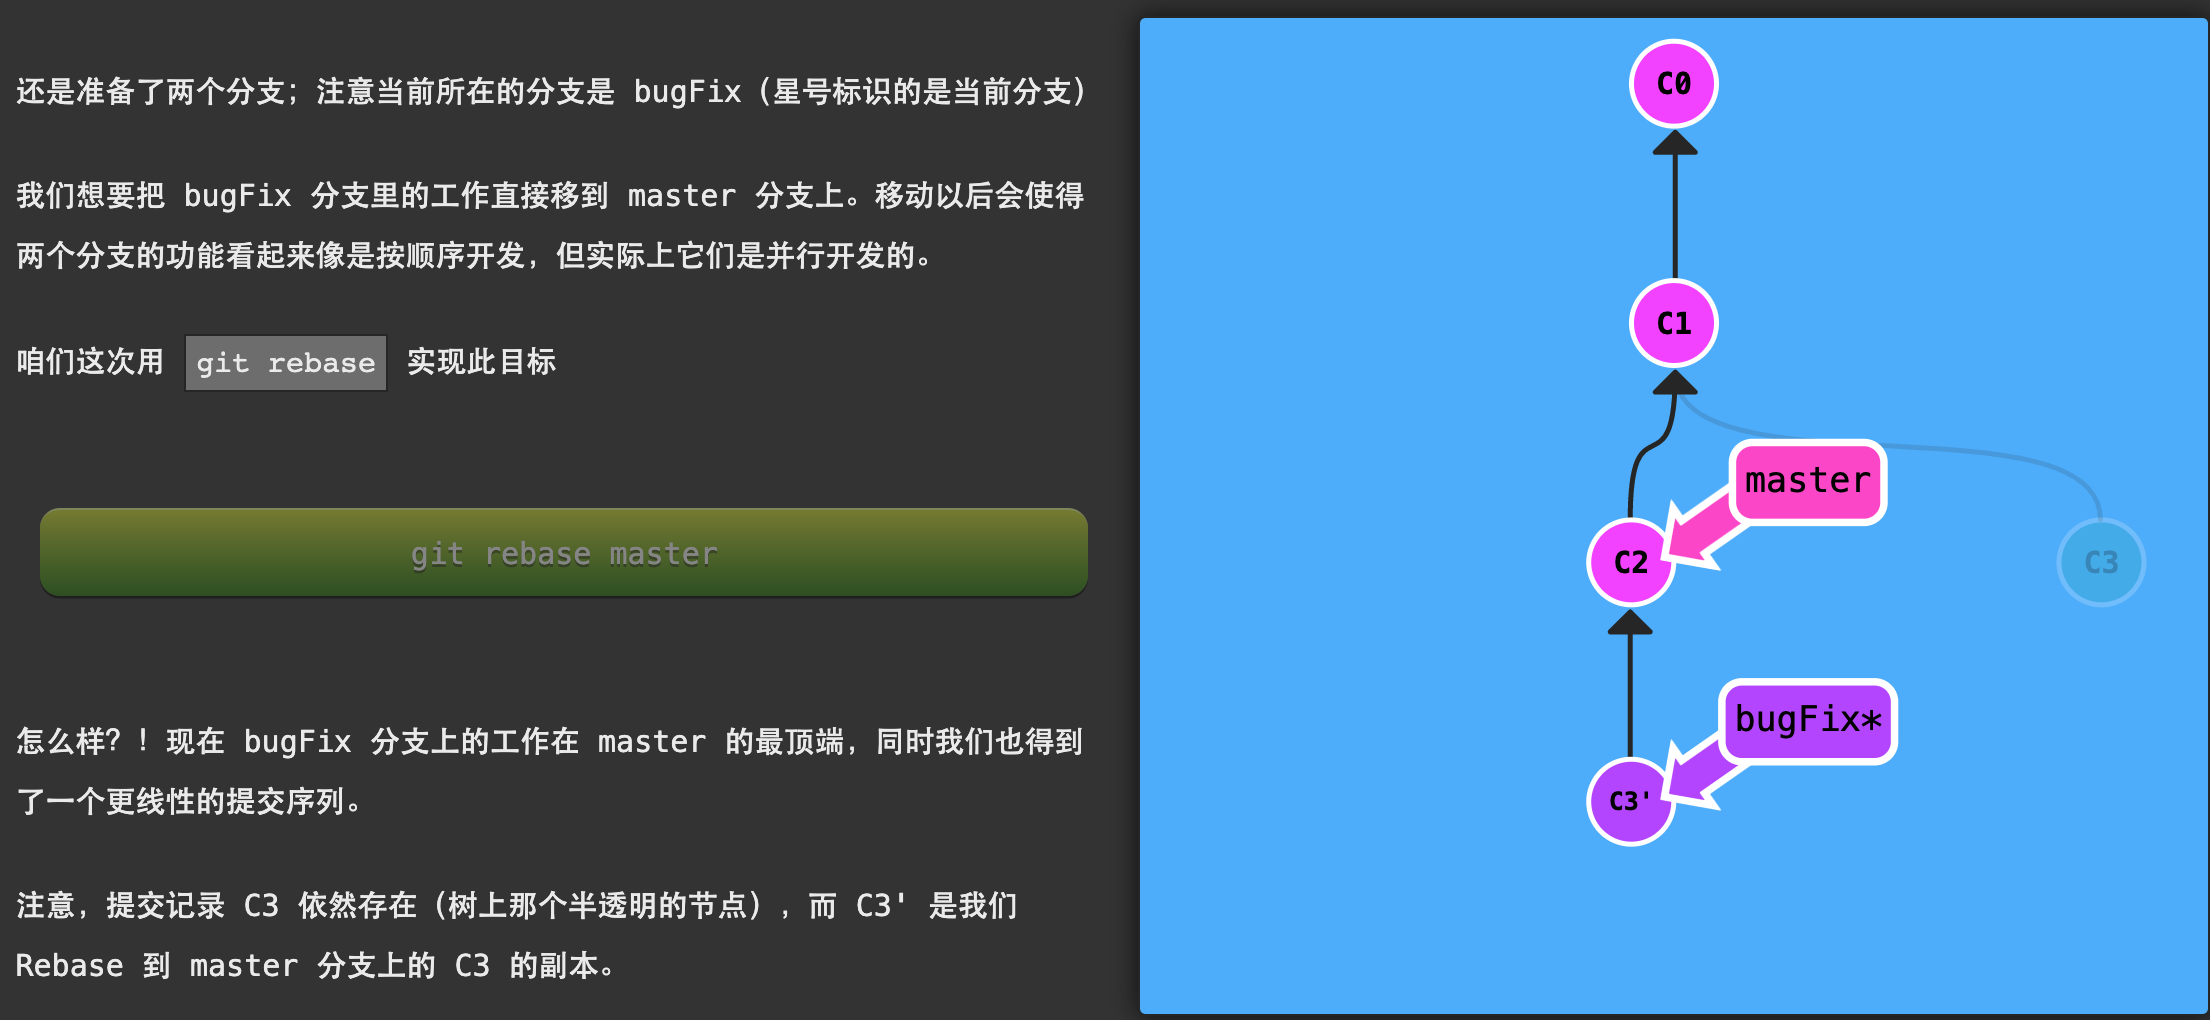 还是准备了两个分支；注意当前所在的分支是 bugFix（星号标识的是当前分支）
我们想要把 bugFix 分支里的工作直接移到 master 分支上。移动以后会使得
两个分支的功能看起来像是按顺序开发，但实际上它们是并行开发的。
咱们这次用 git rebase 实现此目标
git rebase master
怎么样？！现在 bugFix 分支上的工作在 master 的最顶端，同时我们也得到
了一个更线性的提交序列。
注意，提交记录 C3 依然存在（树上那个半透明的节点），而 C3' 是我们
Rebase 到 master 分支上的 C3 的副本。
C0
C1
master
C2
C3
bugFix*
C3'